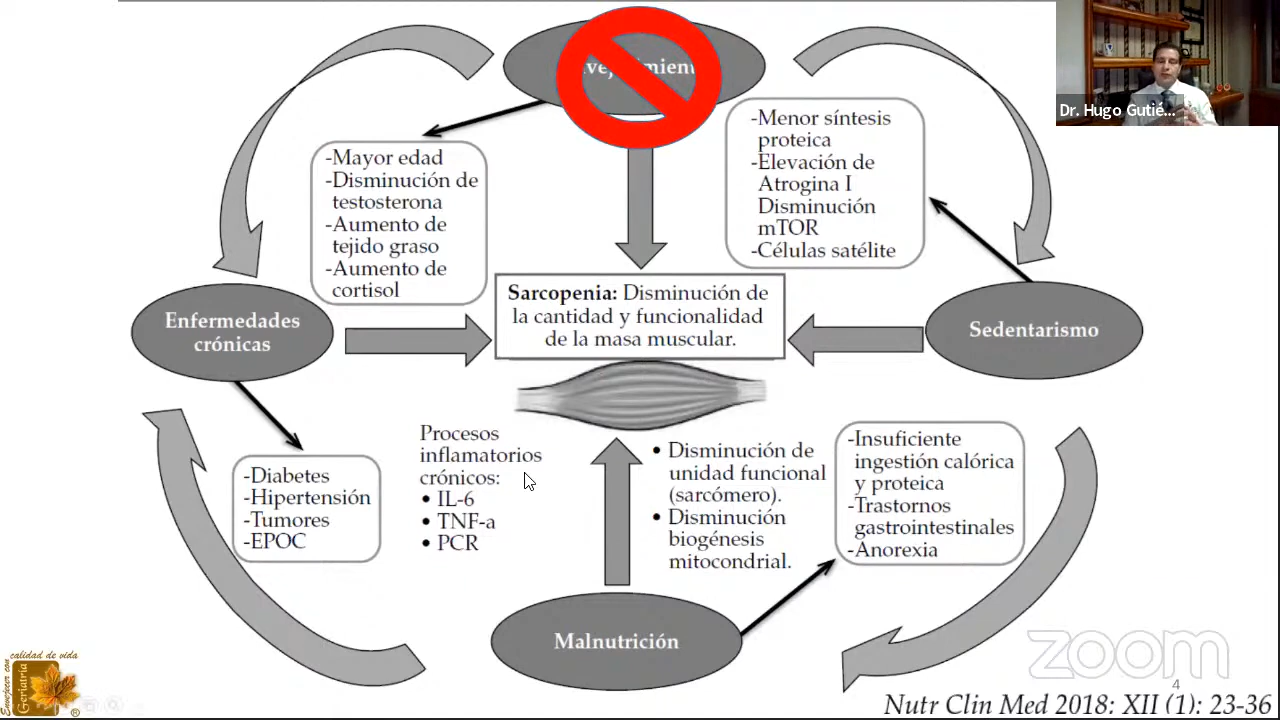 -Mayor edad
-Disminución de
testosterona
-Aumento de
tejido graso
-Aumento de
cortisol
-Menor síntesis
proteica
-Elevación de
Atrogina I
Disminución
mTOR
-Células satélite
Dr. Hugo Gutié...
Enfermedades
crónicas
Sarcopenia: Disminución de
la cantidad y funcionalidad
de la masa muscular.
Sedentarismo
-Diabetes
-Hipertensión
-Tumores
-EPOC
Procesos
inflamatorios
crónicos:
• IL-6
• TNF-a
• PCR
• Disminución de
unidad funcional
(sarcómero).
• Disminución
biogénesis
mitocondrial.
-Insuficiente
ingestión calórica
y proteica
-Trastornos
gastrointestinales
-Anorexia
Malnutrición
zoom
4
Nutr Clin Med 2018: XII (1): 23-36
Envejecer con calidad de vida
Geriatría
®